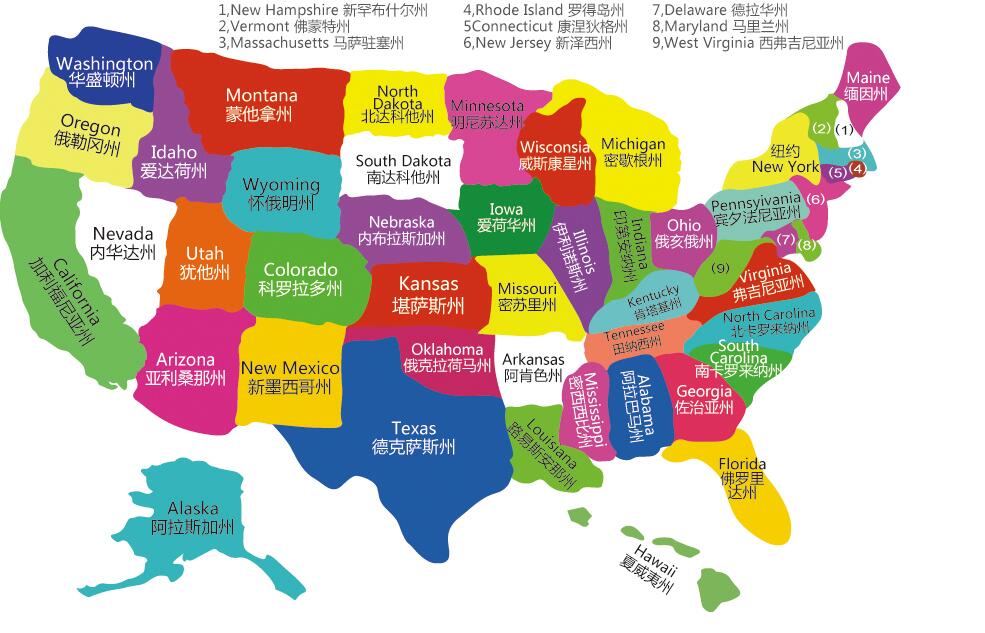 1,New Hampshire 新罕布什尔州
2,Vermont 佛蒙特州
3,Massachusetts 马萨驻塞州
4,Rhode Island 罗得岛州
5Connecticut 康涅狄格州
6,New Jersey 新泽西州
7,Delaware 德拉华州
8,Maryland 马里兰州
9,West Virginia 西弗吉尼亚州
Washington
华盛顿州
Oregon
俄勒冈州
Idaho
爱达荷州
Montana
蒙他拿州
North
Dakota
北达科他州
Minnesota
明尼苏达州
Wisconsin
威斯康星州
Michigan
密歇根州
Maine
缅因州
(1)
(2)
(3)
(4)
(5)
纽约
New York
South Dakota
南达科他州
Wyoming
怀俄明州
Nebraska
内布拉斯加州
Iowa
爱荷华州
Illinois
伊利诺斯州
Indiana
印第安纳州
Ohio
俄亥俄州
Pennsyivania
宾夕法尼亚州
(6)
(7)
(8)
(9)
Nevada
内华达州
California
加利福尼亚州
Utah
犹他州
Colorado
科罗拉多州
Kansas
堪萨斯州
Missouri
密苏里州
Kentucky
肯塔基州
Virginia
弗吉尼亚州
Tennessee
田纳西州
North Carolina
北卡罗来纳州
South
Carolina
南卡罗来纳州
Arizona
亚利桑那州
New Mexico
新墨西哥州
Oklahoma
俄克拉荷马州
Arkansas
阿肯色州
Mississippi
密西西比州
Alabama
阿拉巴马州
Georgia
佐治亚州
Texas
德克萨斯州
Louisiana
路易斯安那州
Florida
佛罗里
达州
Alaska
阿拉斯加州
Hawaii
夏威夷州